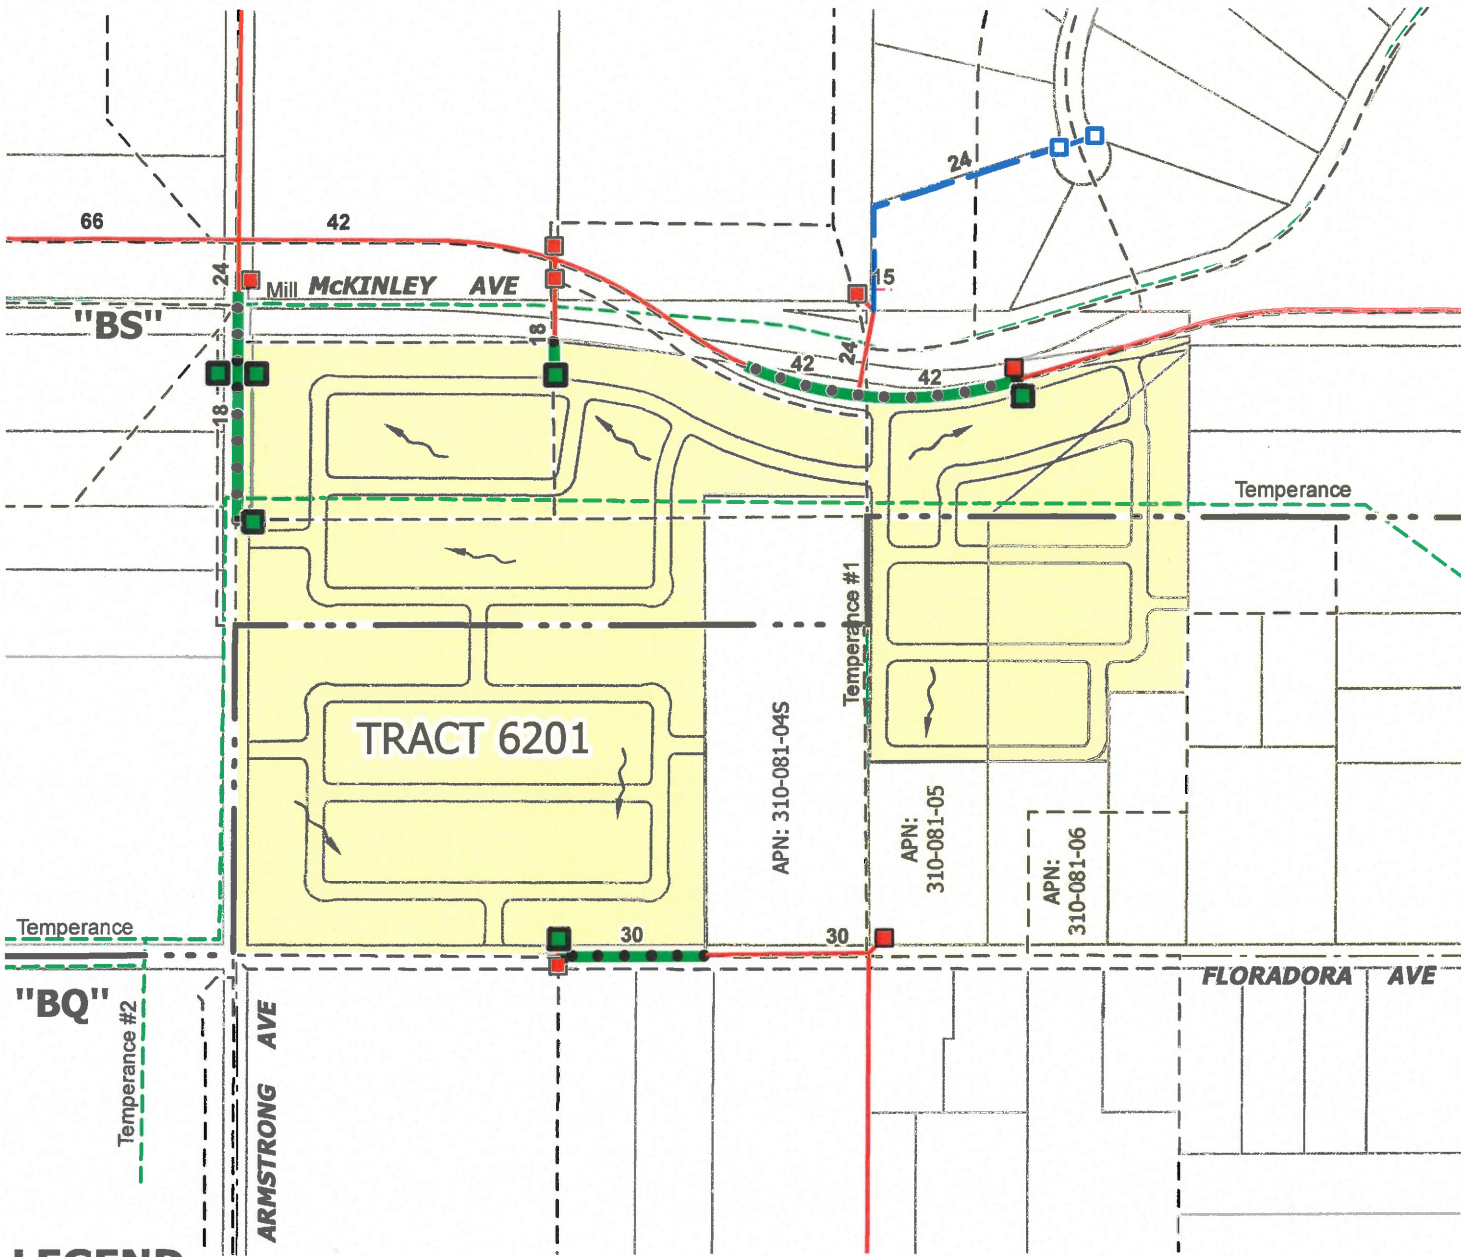 24
66
42
15
24
Mill McKINLEY AVE
"BS"
18
24
42
42
18
Temperance
Temperance #1
TRACT 6201
APN: 310-081-04S
APN:
310-081-05
APN:
310-081-06
Temperance
30
30
FLORADORA AVE
"BQ"
Temperance #2
ARMSTRONG AVE
LEGEND